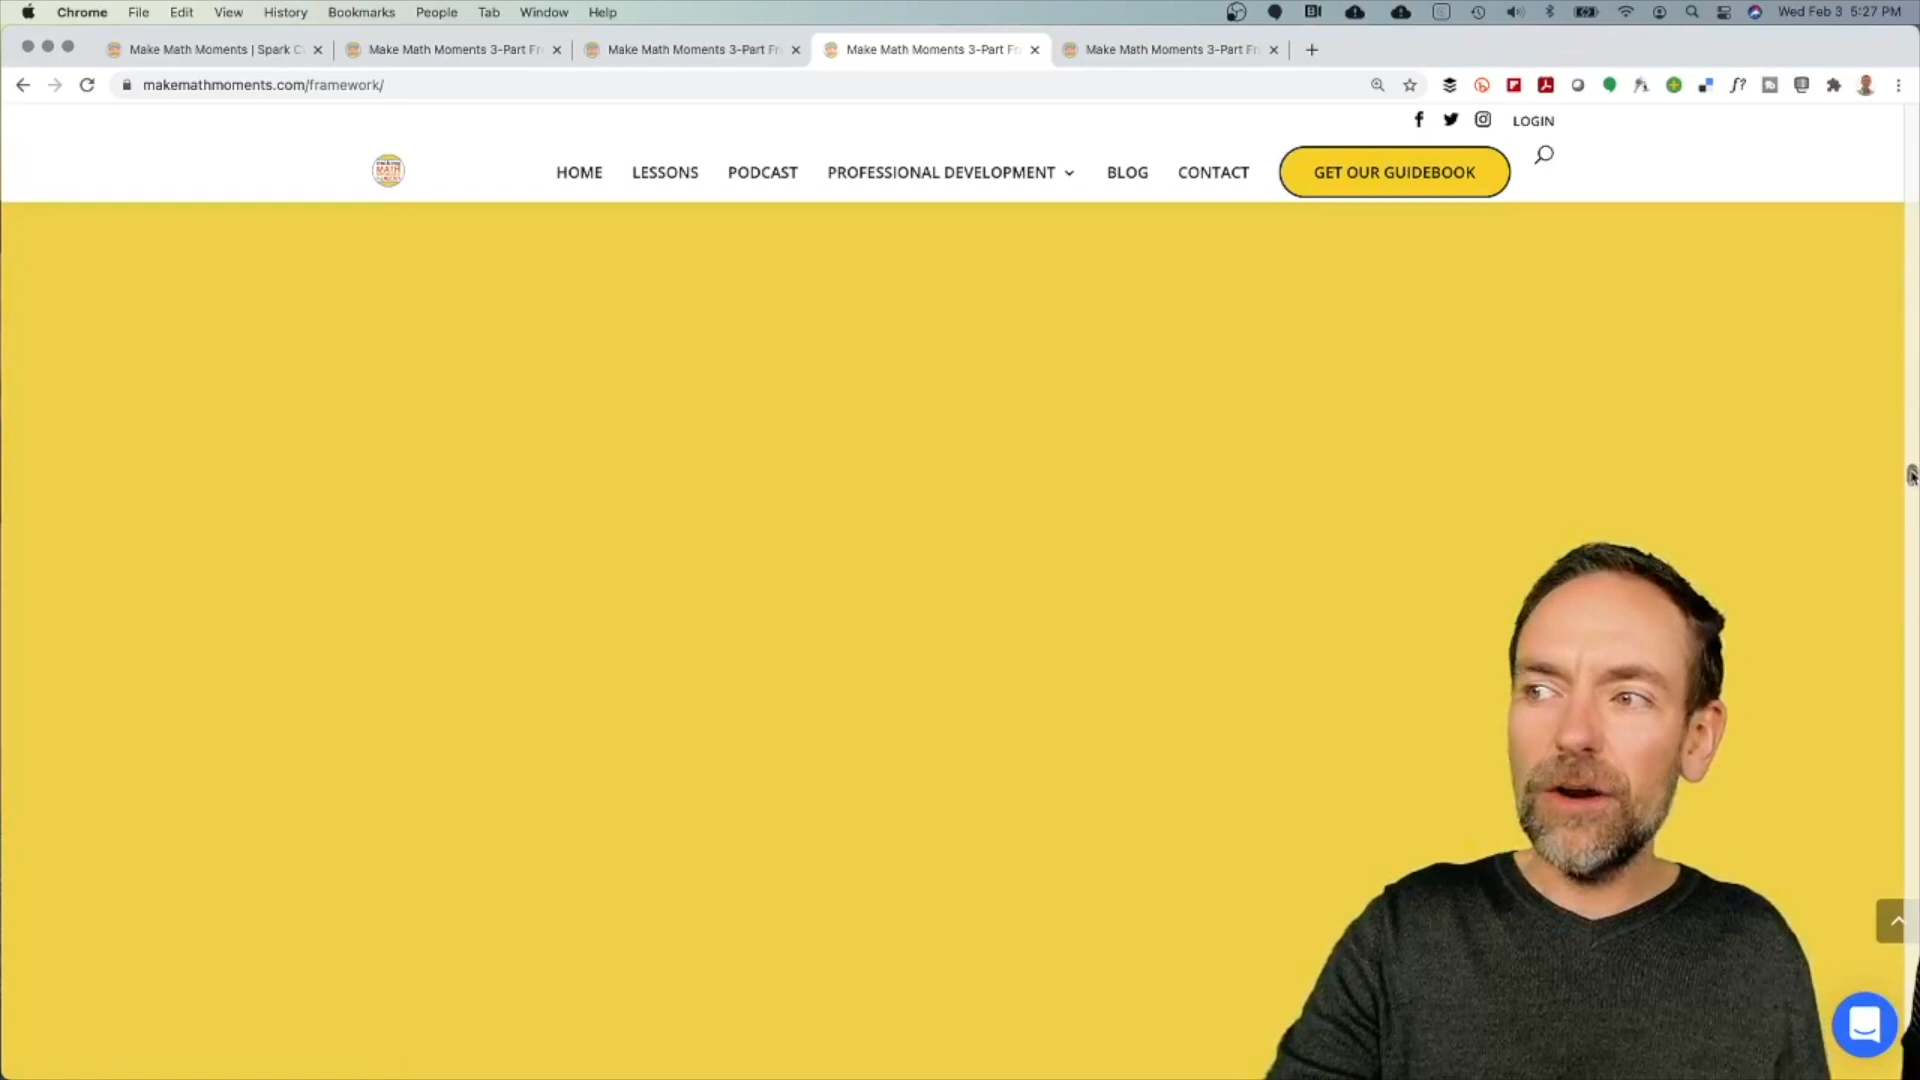 Chrome File Edit View History Bookmarks People Tab Window Help Wed Feb 3 5:27 PM
Make Math Moments | Spark C Make Math Moments 3-Part Fr Make Math Moments 3-Part Fr Make Math Moments 3-Part Fr Make Math Moments 3-Part Fr
makemathmoments.com/framework/
LOGIN
MATH
HOME LESSONS PODCAST PROFESSIONAL DEVELOPMENT BLOG CONTACT GET OUR GUIDEBOOK